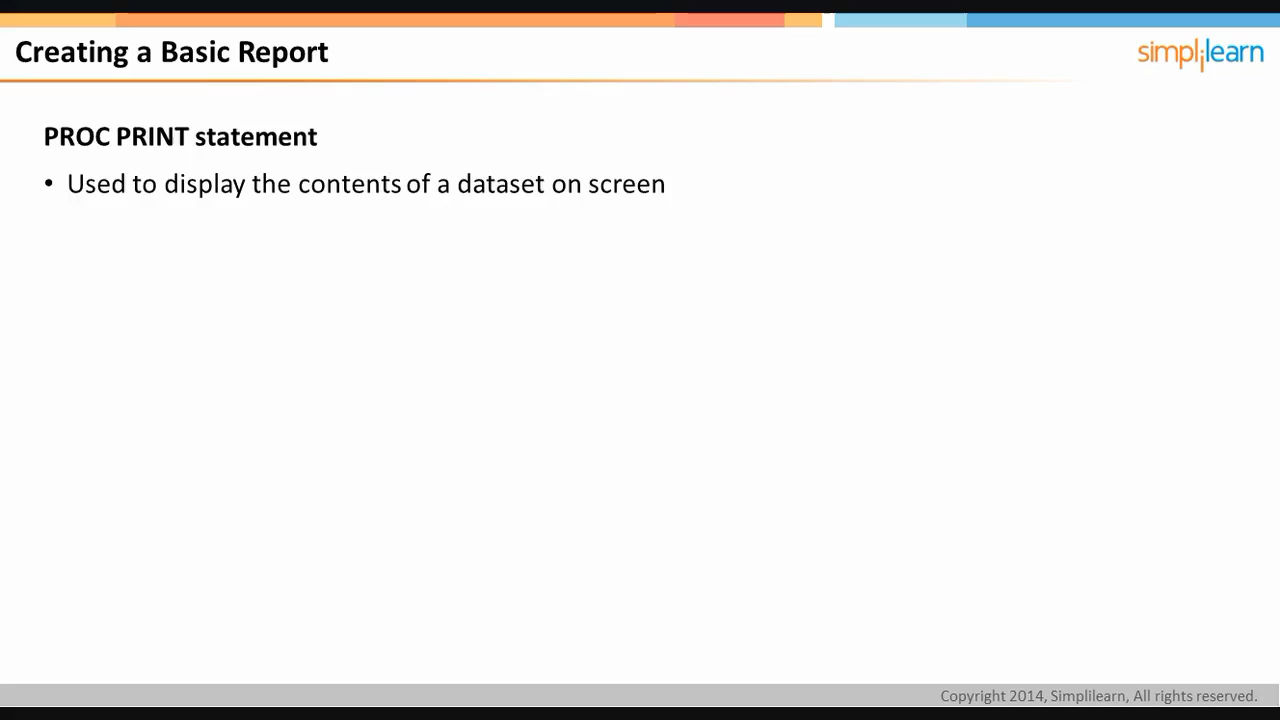 Creating a Basic Report
simplilearn
PROC PRINT statement
• Used to display the contents of a dataset on screen
Copyright 2014, Simplilearn, All rights reserved.